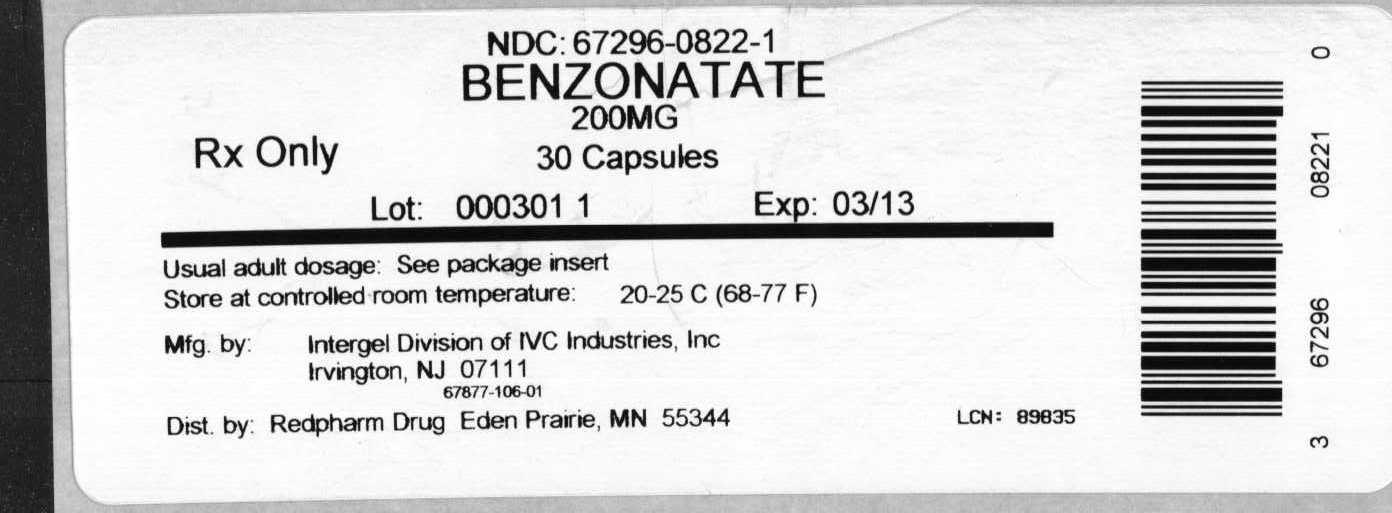 NDC: 67296-0822-1
BENZONATATE
200MG
Rx Only 30 Capsules
Lot: 000301 1 Exp: 03/13
Usual adult dosage: See package insert
Store at controlled room temperature: 20-25 C (68-77 F)
Mfg. by: Intergel Division of IVC Industries, Inc
Irvington, NJ 07111
67877-106-01
Dist. by: Redpharm Drug Eden Prairie, MN 55344 LCN: 89835
3 67296 08221 0